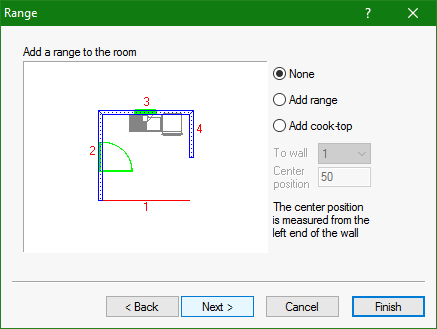 Range
?
Add a range to the room
3
4
2
1
None
Add range
Add cook-top
To wall 1
Center
position 50
The center position
is measured from the
left end of the wall
< Back Next > Cancel Finish